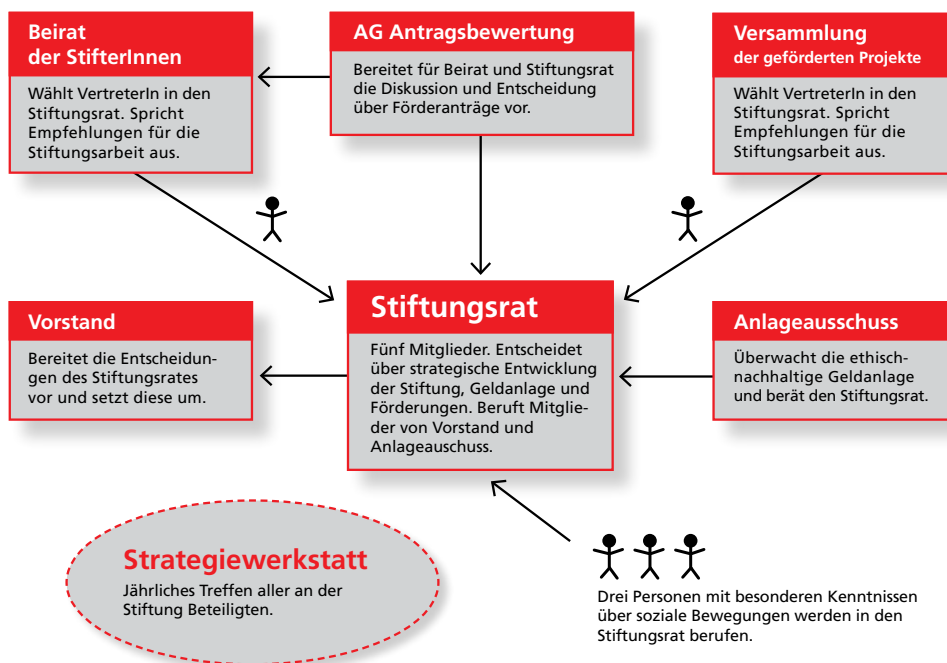 Beirat
der StifterInnen
Wählt VertreterIn in den
Stiftungsrat. Spricht
Empfehlungen für die
Stiftungsarbeit aus.
AG Antragsbewertung
Bereitet für Beirat und Stiftungsrat
die Diskussion und Entscheidung
über Förderanträge vor.
Versammlung
der geförderten Projekte
Wählt VertreterIn in den
Stiftungsrat. Spricht
Empfehlungen für die
Stiftungsarbeit aus.
Vorstand
Bereitet die Entscheidun-
gen des Stiftungsrates
vor und setzt diese um.
Stiftungsrat
Fünf Mitglieder. Entscheidet
über strategische Entwicklung
der Stiftung, Geldanlage und
Förderungen. Beruft Mitglie-
der von Vorstand und
Anlageauschuss.
Anlageausschuss
Überwacht die ethisch-
nachhaltige Geldanlage
und berät den Stiftungsrat.
Strategiewerkstatt
Jährliches Treffen aller an der
Stiftung Beteiligten.
Drei Personen mit besonderen Kenntnissen
über soziale Bewegungen werden in den
Stiftungsrat berufen.